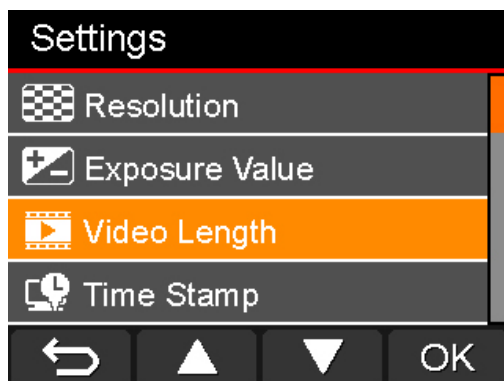 Settings
Resolution
Exposure Value
Video Length
Time Stamp
OK